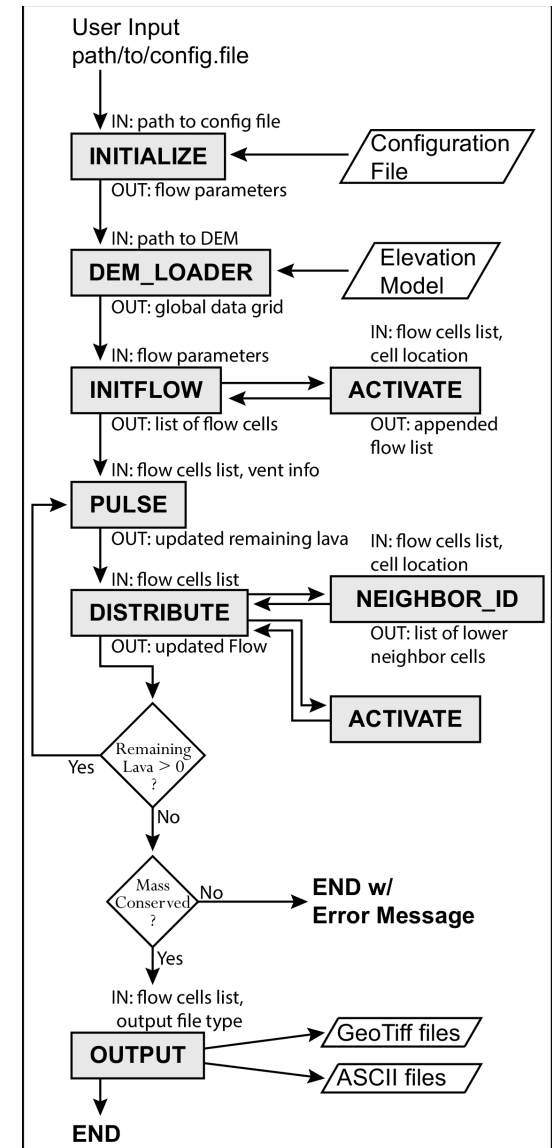 User Input
path/to/config.file
IN: path to config file
INITIALIZE
Configuration
File
OUT: flow parameters
IN: path to DEM
DEM_LOADER
Elevation
Model
OUT: global data grid
IN: flow parameters
IN: flow cells list,
cell location
INITFLOW
ACTIVATE
OUT: list of flow cells
OUT: appended
flow list
IN: flow cells list, vent info
PULSE
OUT: updated remaining lava
IN: flow cells list,
cell location
IN: flow cells list
DISTRIBUTE
NEIGHBOR_ID
OUT: updated Flow
OUT: list of lower
neighbor cells
ACTIVATE
Remaining
Lava > 0
?
Yes
No
Mass
Conserved
?
No
END w/
Error Message
Yes
IN: flow cells list,
output file type
OUTPUT
GeoTiff files
ASCII files
END